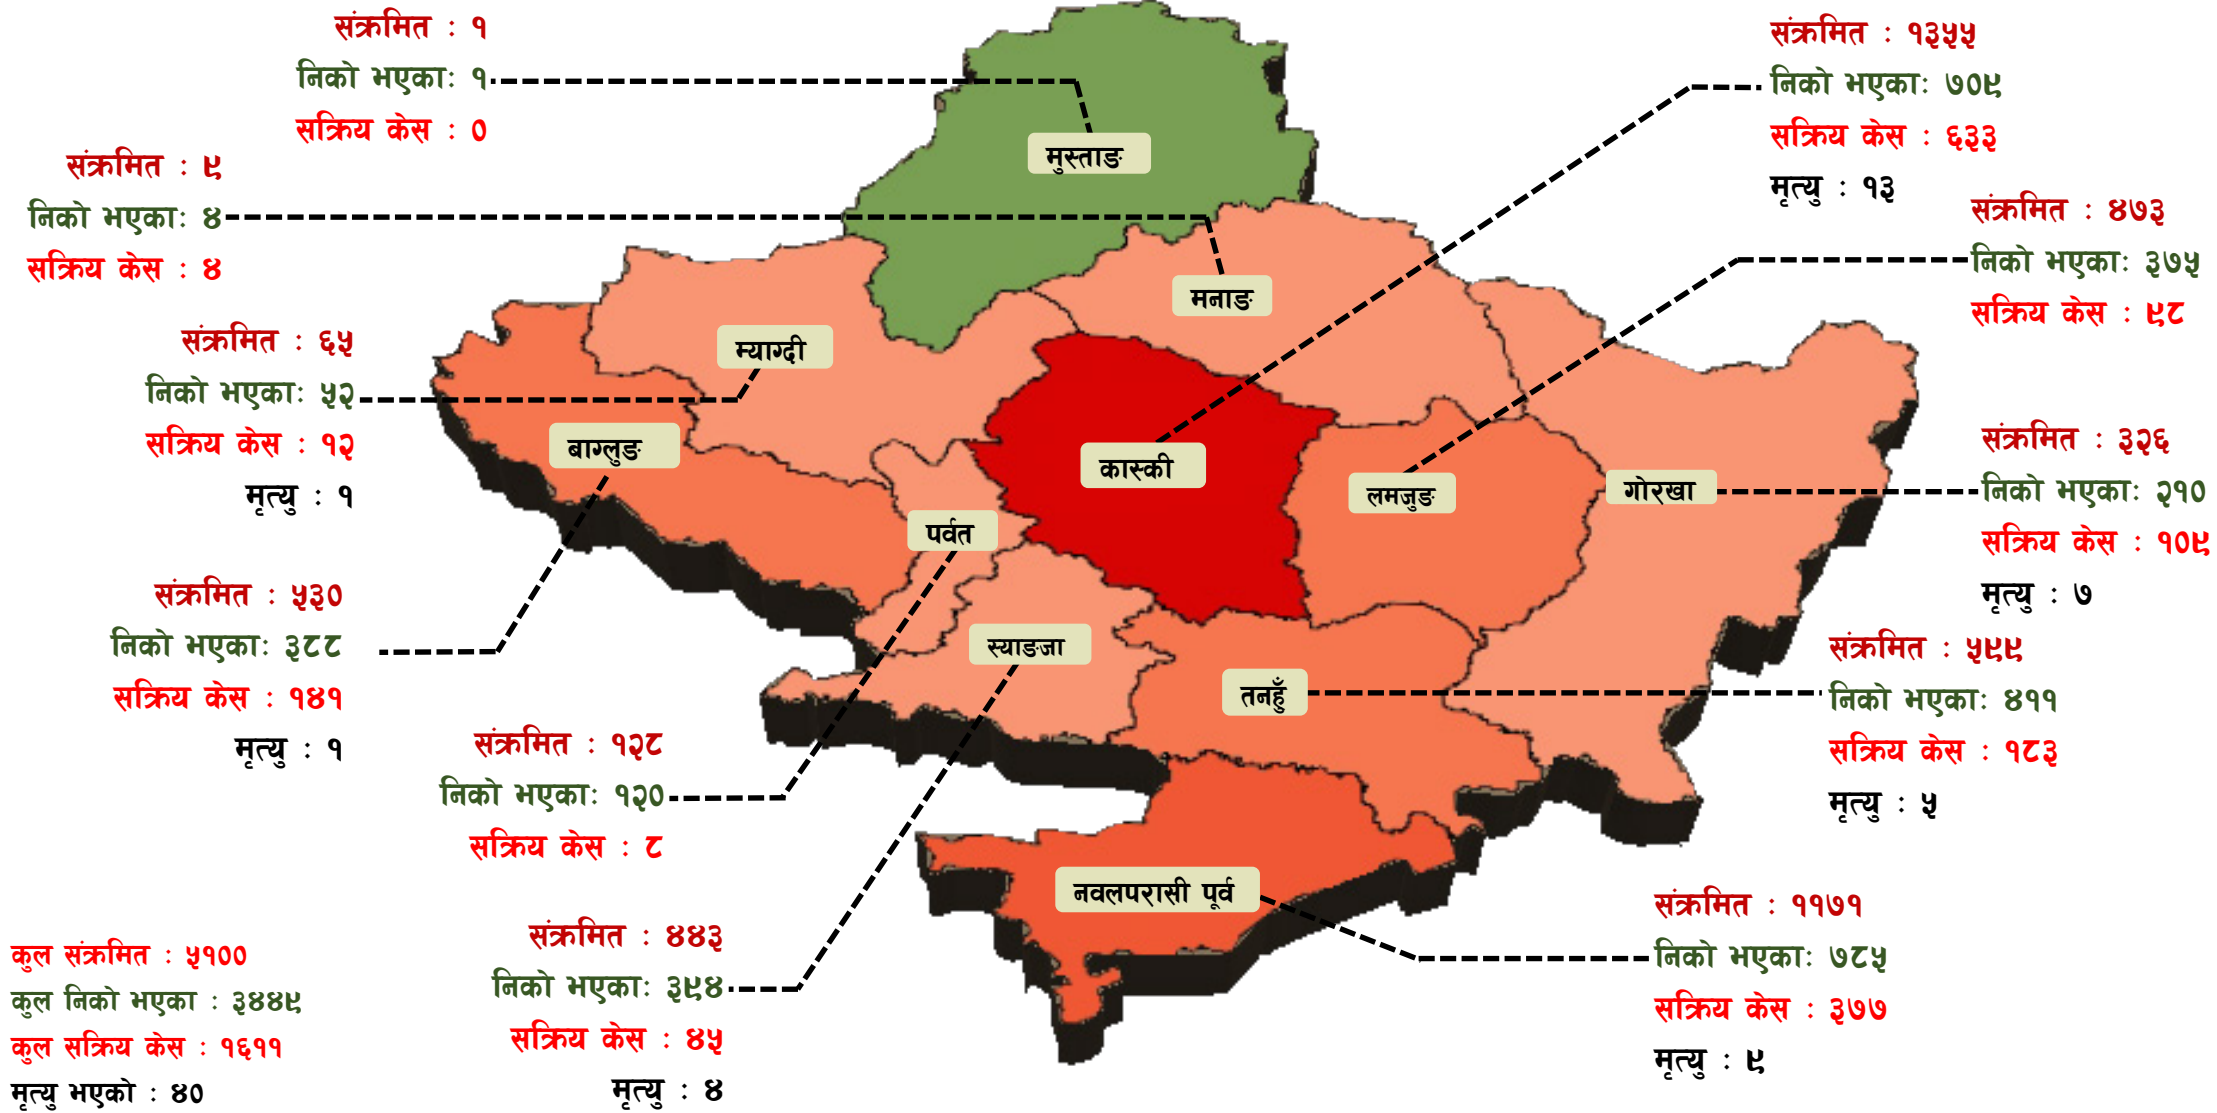 संक्रमित : १
निको भएकाः १
सक्रिय केस : 0
मुस्ताङ
संक्रमित : ९
निको भएकाः ४
सक्रिय केस : ४
मनाङ
संक्रमित : ६५
निको भएकाः ५२
सक्रिय केस : १२
मृत्यु : १
म्याग्दी
संक्रमित : ५३०
निको भएकाः ३८८
सक्रिय केस : १४१
मृत्यु : १
बाग्लुङ
संक्रमित : १२८
निको भएकाः १२०
सक्रिय केस : ८
पर्वत
संक्रमित : ४४३
निको भएकाः ३९४
सक्रिय केस : ४५
मृत्यु : ४
स्याङजा
संक्रमित : १३५५
निको भएकाः ७०९
सक्रिय केस : ६३३
मृत्यु : १३
कास्की
संक्रमित : ४७३
निको भएकाः ३७५
सक्रिय केस : ९८
लमजुङ
संक्रमित : ३२६
निको भएकाः २१०
सक्रिय केस : १०९
मृत्यु : ७
गोरखा
संक्रमित : ५९९
निको भएकाः ४११
सक्रिय केस : १८३
मृत्यु : ५
तनहुँ
संक्रमित : ११७१
निको भएकाः ७८५
सक्रिय केस : ३७७
मृत्यु : ९
नवलपरासी पूर्व
कुल संक्रमित : ५१००
कुल निको भएका : ३४४९
कुल सक्रिय केस : १६११
मृत्यु भएको : ४०